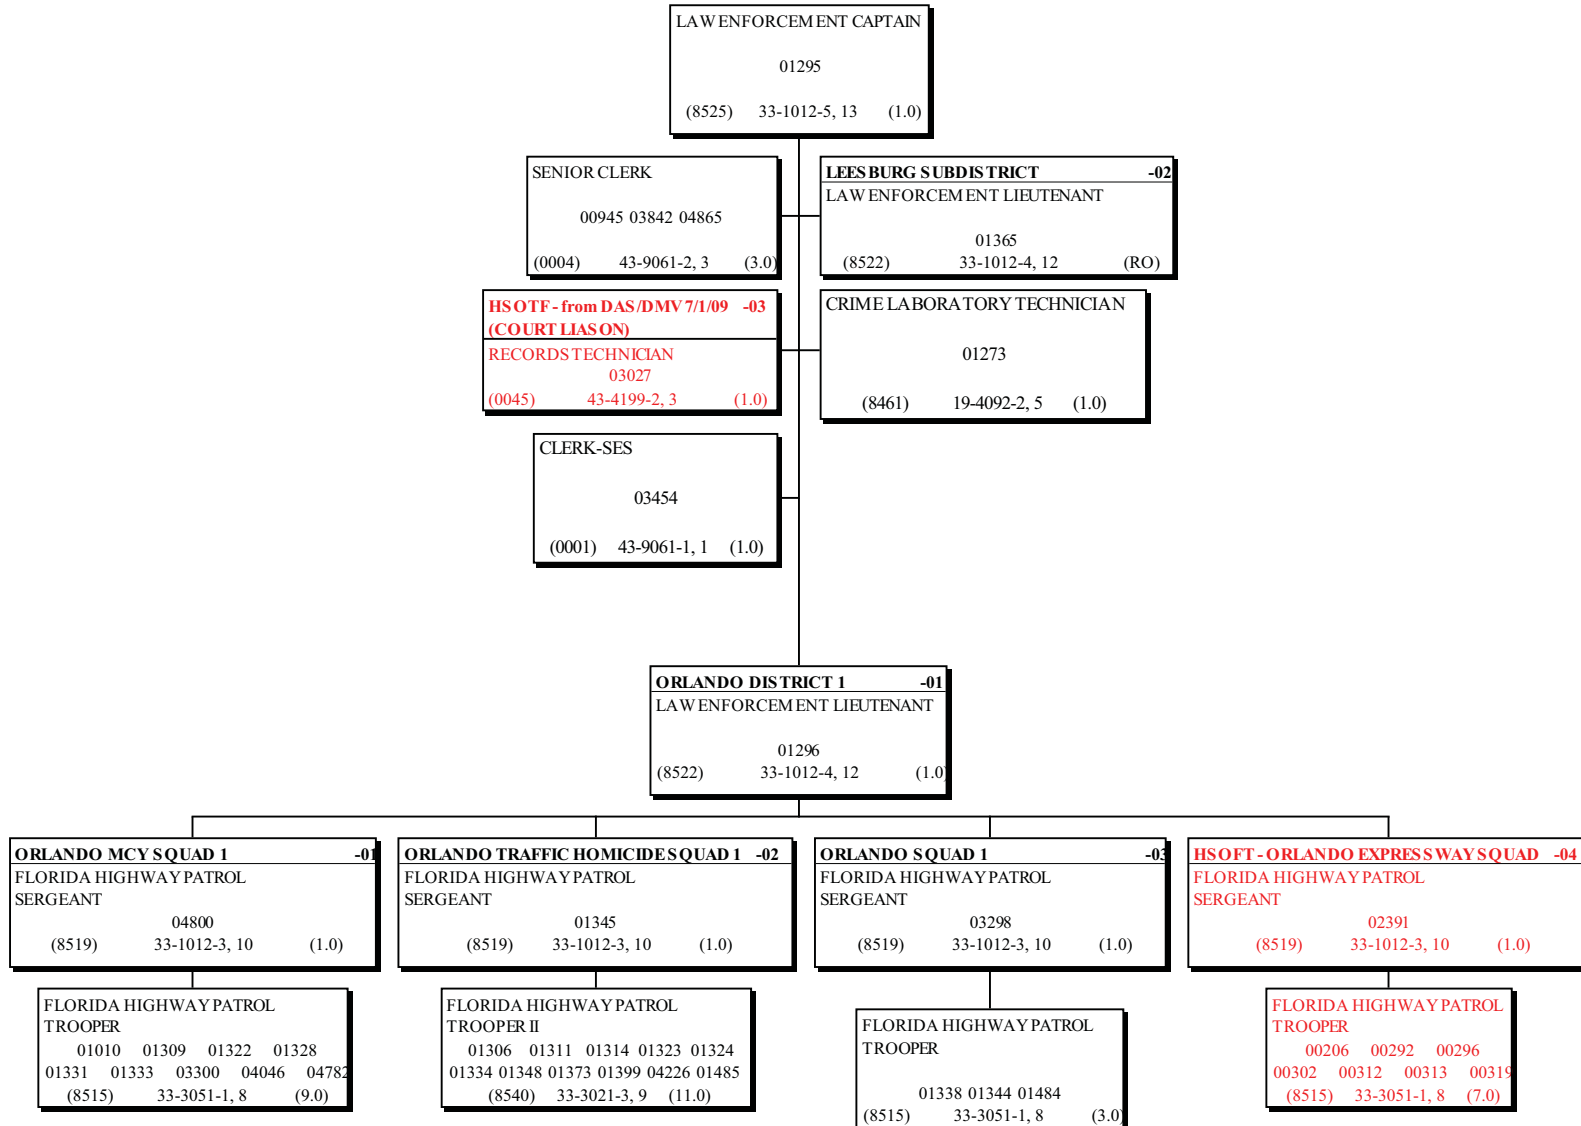 LAW ENFORCEMENT CAPTAIN
01295
(8525) 33-1012-5, 13 (1.0)
SENIOR CLERK
00945 03842 04865
(0004) 43-9061-2, 3 (3.0)
LEESBURG SUBDISTRICT -02
LAW ENFORCEMENT LIEUTENANT
01365
(8522) 33-1012-4, 12 (RO)
HSOTF - from DAS/DMV 7/1/09 -03
(COURT LIASON)
RECORDS TECHNICIAN
03027
(0045) 43-4199-2, 3 (1.0)
CRIME LABORATORY TECHNICIAN
01273
(8461) 19-4092-2, 5 (1.0)
CLERK-SES
03454
(0001) 43-9061-1, 1 (1.0)
ORLANDO DISTRICT 1 -01
LAW ENFORCEMENT LIEUTENANT
01296
(8522) 33-1012-4, 12 (1.0)
ORLANDO MCY SQUAD 1 -01
FLORIDA HIGHWAY PATROL
SERGEANT
04800
(8519) 33-1012-3, 10 (1.0)
ORLANDO TRAFFIC HOMICIDE SQUAD 1 -02
FLORIDA HIGHWAY PATROL
SERGEANT
01345
(8519) 33-1012-3, 10 (1.0)
ORLANDO SQUAD 1 -03
FLORIDA HIGHWAY PATROL
SERGEANT
03298
(8519) 33-1012-3, 10 (1.0)
HSOFT - ORLANDO EXPRESSWAY SQUAD -04
FLORIDA HIGHWAY PATROL
SERGEANT
02391
(8519) 33-1012-3, 10 (1.0)
FLORIDA HIGHWAY PATROL
TROOPER
01010 01309 01322 01328
01331 01333 03300 04046 04782
(8515) 33-3051-1, 8 (9.0)
FLORIDA HIGHWAY PATROL
TROOPER II
01306 01311 01314 01323 01324
01334 01348 01373 01399 04226 01485
(8540) 33-3021-3, 9 (11.0)
FLORIDA HIGHWAY PATROL
TROOPER
01338 01344 01484
(8515) 33-3051-1, 8 (3.0)
FLORIDA HIGHWAY PATROL
TROOPER
00206 00292 00296
00302 00312 00313 00319
(8515) 33-3051-1, 8 (7.0)